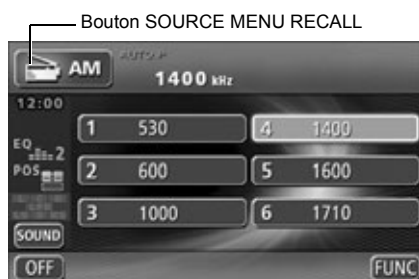 Bouton SOURCE MENU RECALL
AM
AUTO P
1400 kHz
12:00
1 530
4 1400
EQ 2
2 600
5 1600
POS
3 1000
6 1710
SOUND
OFF
FUNC